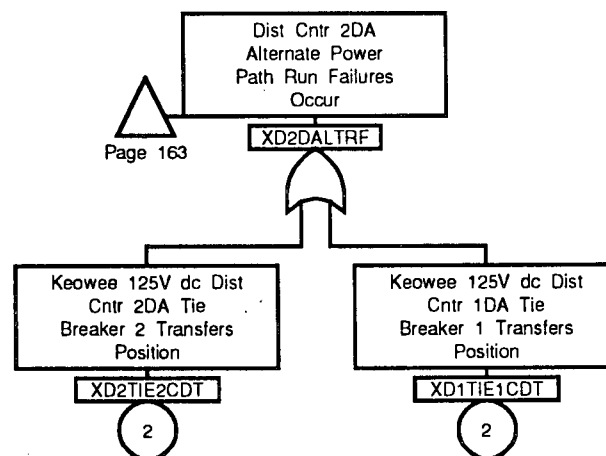 Dist Cntr 2DA
Alternate Power
Path Run Failures
Occur
Page 163
XD2DALTRF
Keowee 125V dc Dist
Cntr 2DA Tie
Breaker 2 Transfers
Position
XD2TIE2CDT
2
Keowee 125V dc Dist
Cntr 1DA Tie
Breaker 1 Transfers
Position
XD1TIE1CDT
2